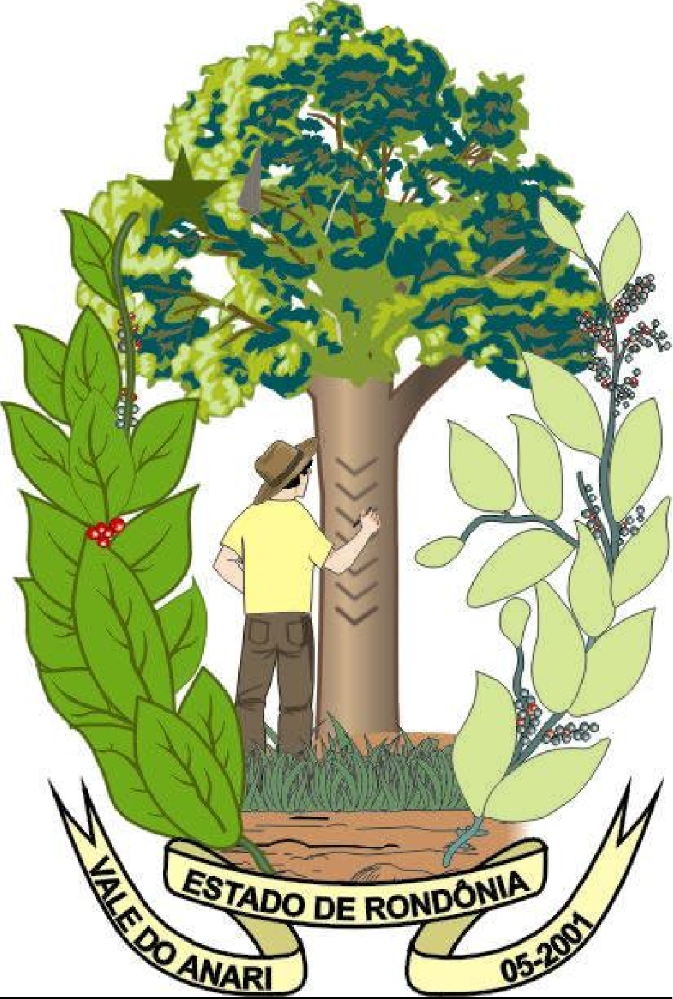 ESTADO DE RONDÔNIA
VALE DO ANARI
05-2001